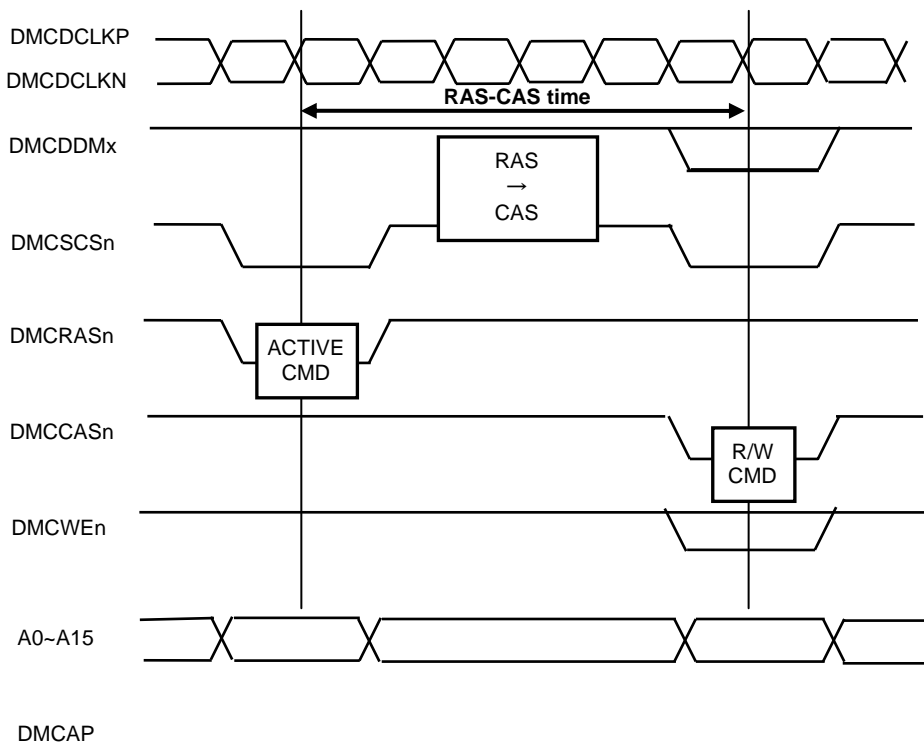 DMCDCLKP
DMCDCLKN
RAS-CAS time
DMCDDMx
RAS
→
CAS
DMCSCSn
DMCRASn
ACTIVE
CMD
DMCCASn
R/W
CMD
DMCWEn
A0~A15
DMCAP